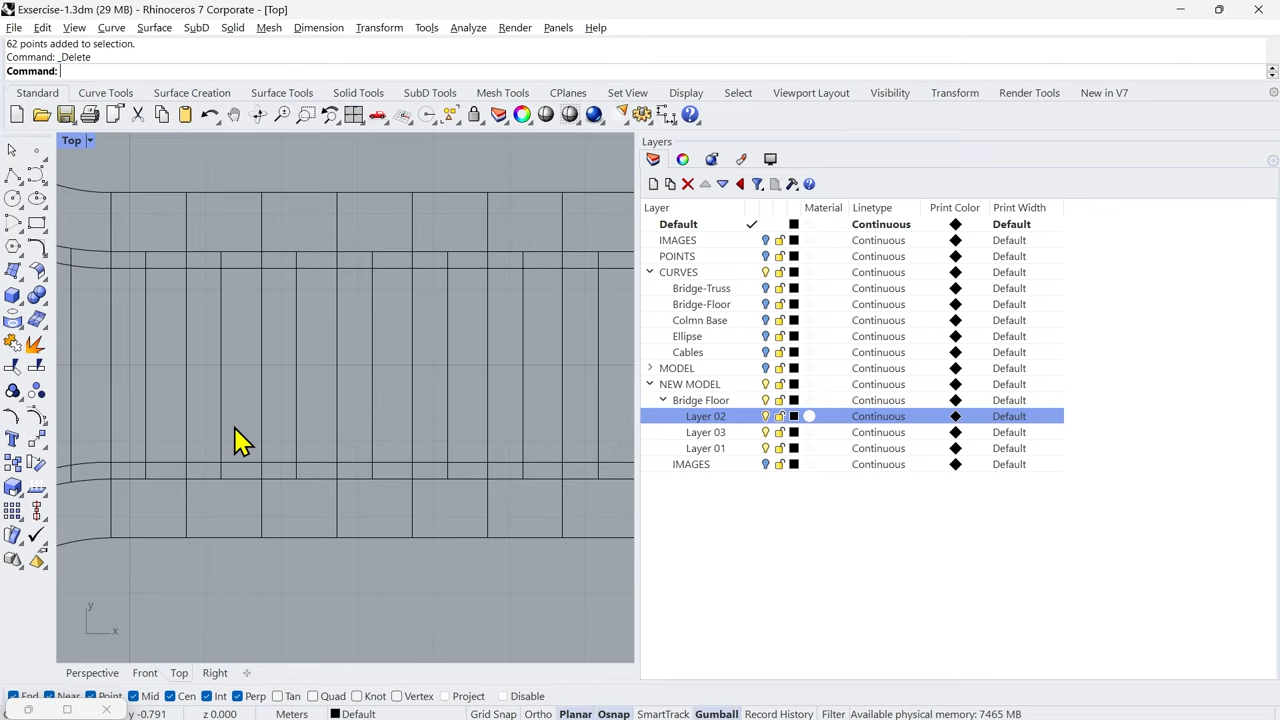 Exsercise-1.3dm (29 MB) - Rhinoceros 7 Corporate - [Top]
File Edit View Curve Surface SubD Solid Mesh Dimension Transform Tools Analyze Render Panels Help
62 points added to selection.
Command: _Delete
Command:
Standard Curve Tools Surface Creation Surface Tools Solid Tools SubD Tools Mesh Tools CPlanes Set View Display Select Viewport Layout Visibility Transform Render Tools New in V7
Top
Layers
Layer Material Linetype Print Color Print Width
Default Continuous Default
IMAGES Continuous Default
POINTS Continuous Default
CURVES Continuous Default
Bridge-Truss Continuous Default
Bridge-Floor Continuous Default
Colmn Base Continuous Default
Ellipse Continuous Default
Cables Continuous Default
MODEL Continuous Default
NEW MODEL Continuous Default
Bridge Floor Continuous Default
Layer 02 Continuous Default
Layer 03 Continuous Default
Layer 01 Continuous Default
IMAGES Continuous Default
y
x
Perspective Front Top Right
End Near Point Mid Cen Int Perp Tan Quad Knot Vertex Project Disable
y -0.791 z 0.000 Meters Default Grid Snap Ortho Planar Osnap SmartTrack Gumball Record History Filter Available physical memory: 7465 MB